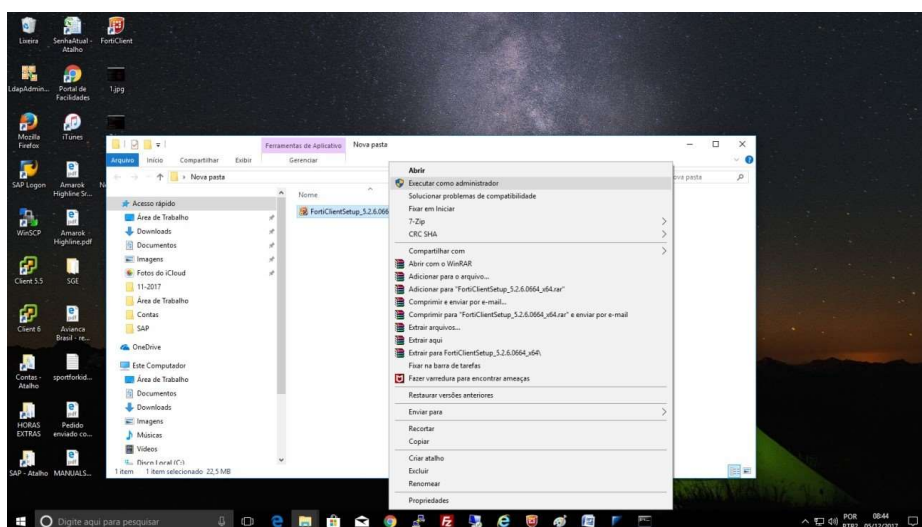 Lixeira
SenhaAtual - Atalho
FortiClient
LdapAdmin...
Portal de Facilidades
1.jpg
Mozilla Firefox
iTunes
SAP Logon
Amarok Highline Sr...
WinSCP
Amarok Highline.pdf
Client 5.5
SGE
Client 6
Avianca Brasil - re...
Contas - Atalho
sportforkid...
HORAS EXTRAS
Pedido enviado co...
SAP - Atalho
MANUALS...
Ferramentas de Aplicativo
Nova pasta
Arquivo
Início
Compartilhar
Exibir
Gerenciar
Nova pasta
Acesso rápido
Área de Trabalho
Downloads
Documentos
Imagens
Fotos do iCloud
11-2017
Área de Trabalho
Contas
SAP
OneDrive
Este Computador
Área de Trabalho
Documentos
Downloads
Imagens
Músicas
Vídeos
Disco Local (C:)
1 item
1 item selecionado 22,5 MB
Nome
FortiClientSetup_5.2.6.066
Abrir
Executar como administrador
Solucionar problemas de compatibilidade
Fixar em Iniciar
7-Zip
CRC SHA
Compartilhar com
Abrir com o WinRAR
Adicionar para o arquivo...
Adicionar para "FortiClientSetup_5.2.6.0664_x64.rar"
Comprimir e enviar por e-mail...
Comprimir para "FortiClientSetup_5.2.6.0664_x64.rar" e enviar por e-mail
Extrair arquivos...
Extrair aqui
Extrair para FortiClientSetup_5.2.6.0664_x64\
Fixar na barra de tarefas
Fazer varredura para encontrar ameaças
Restaurar versões anteriores
Enviar para
Recortar
Copiar
Criar atalho
Excluir
Renomear
Propriedades
Digite aqui para pesquisar
POR
08:44
PTB2
05/12/2017